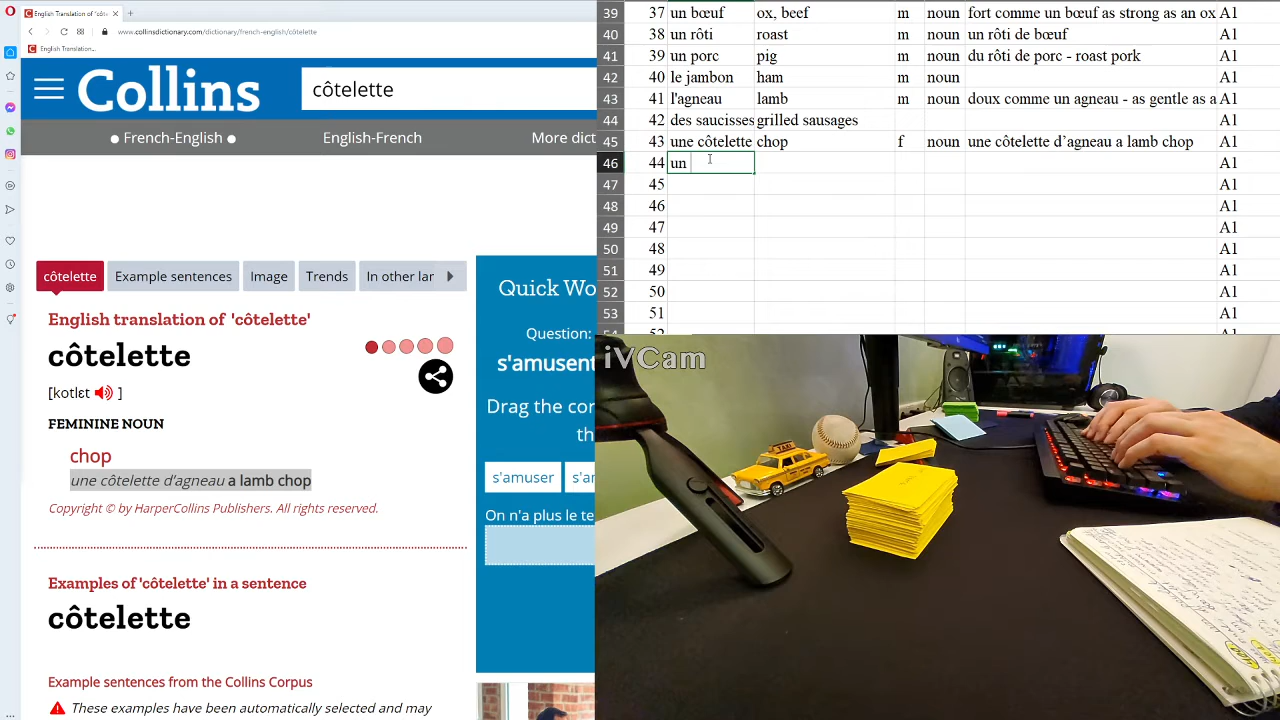 English Translation of 'côt
www.collinsdictionary.com/dictionary/french-english/côtelette
English Translation...
Collins
côtelette
French-English
English-French
More dict
côtelette
Example sentences
Image
Trends
In other lar
English translation of 'côtelette'
côtelette
[kotlɛt ]
FEMININE NOUN
chop
une côtelette d'agneau a lamb chop
Copyright © by HarperCollins Publishers. All rights reserved.
Examples of 'côtelette' in a sentence
côtelette
Example sentences from the Collins Corpus
These examples have been automatically selected and may
Quick Wo
Question:
s'amusent
Drag the cor
th
s'amuser
s'ar
On n'a plus le te
39 37 un bœuf ox, beef m noun fort comme un bœuf as strong as an ox A1
40 38 un rôti roast m noun un rôti de bœuf A1
41 39 un porc pig m noun du rôti de porc - roast pork A1
42 40 le jambon ham m noun A1
43 41 l'agneau lamb m noun doux comme un agneau - as gentle as a A1
44 42 des saucisses grilled sausages A1
45 43 une côtelette chop f noun une côtelette d'agneau a lamb chop A1
46 44 un A1
47 45 A1
48 46 A1
49 47 A1
50 48 A1
51 49 A1
52 50 A1
53 51 A1
54 52 A1
iVCam
TAXI